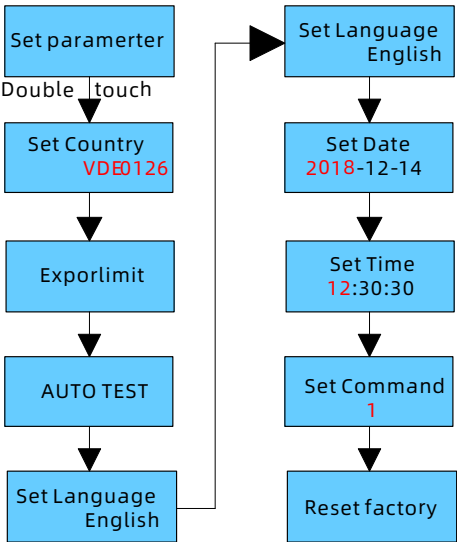 Set paramerter
Double touch
Set Country
VDE0126
Exporlimit
AUTO TEST
Set Language
English
Set Language
English
Set Date
2018-12-14
Set Time
12:30:30
Set Command
1
Reset factory